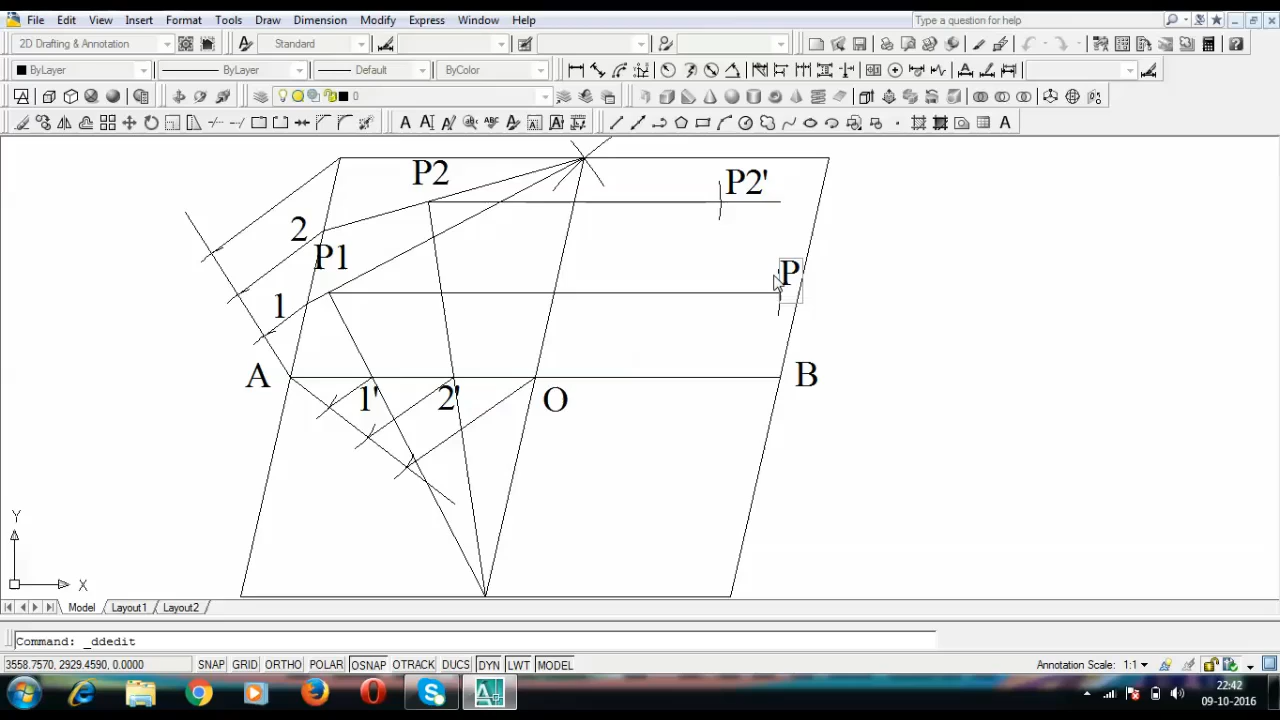 File Edit View Insert Format Tools Draw Dimension Modify Express Window Help Type a question for help
2D Drafting & Annotation Standard
ByLayer ByLayer Default ByColor
0
P2 P2'
2
P1 P
1
A B
1' 2' O
Y
X
Model Layout1 Layout2
Command: _ddedit
3558.7570, 2929.4590, 0.0000 SNAP GRID ORTHO POLAR OSNAP OTRACK DUCS DYN LWT MODEL Annotation Scale: 1:1
22:42
09-10-2016